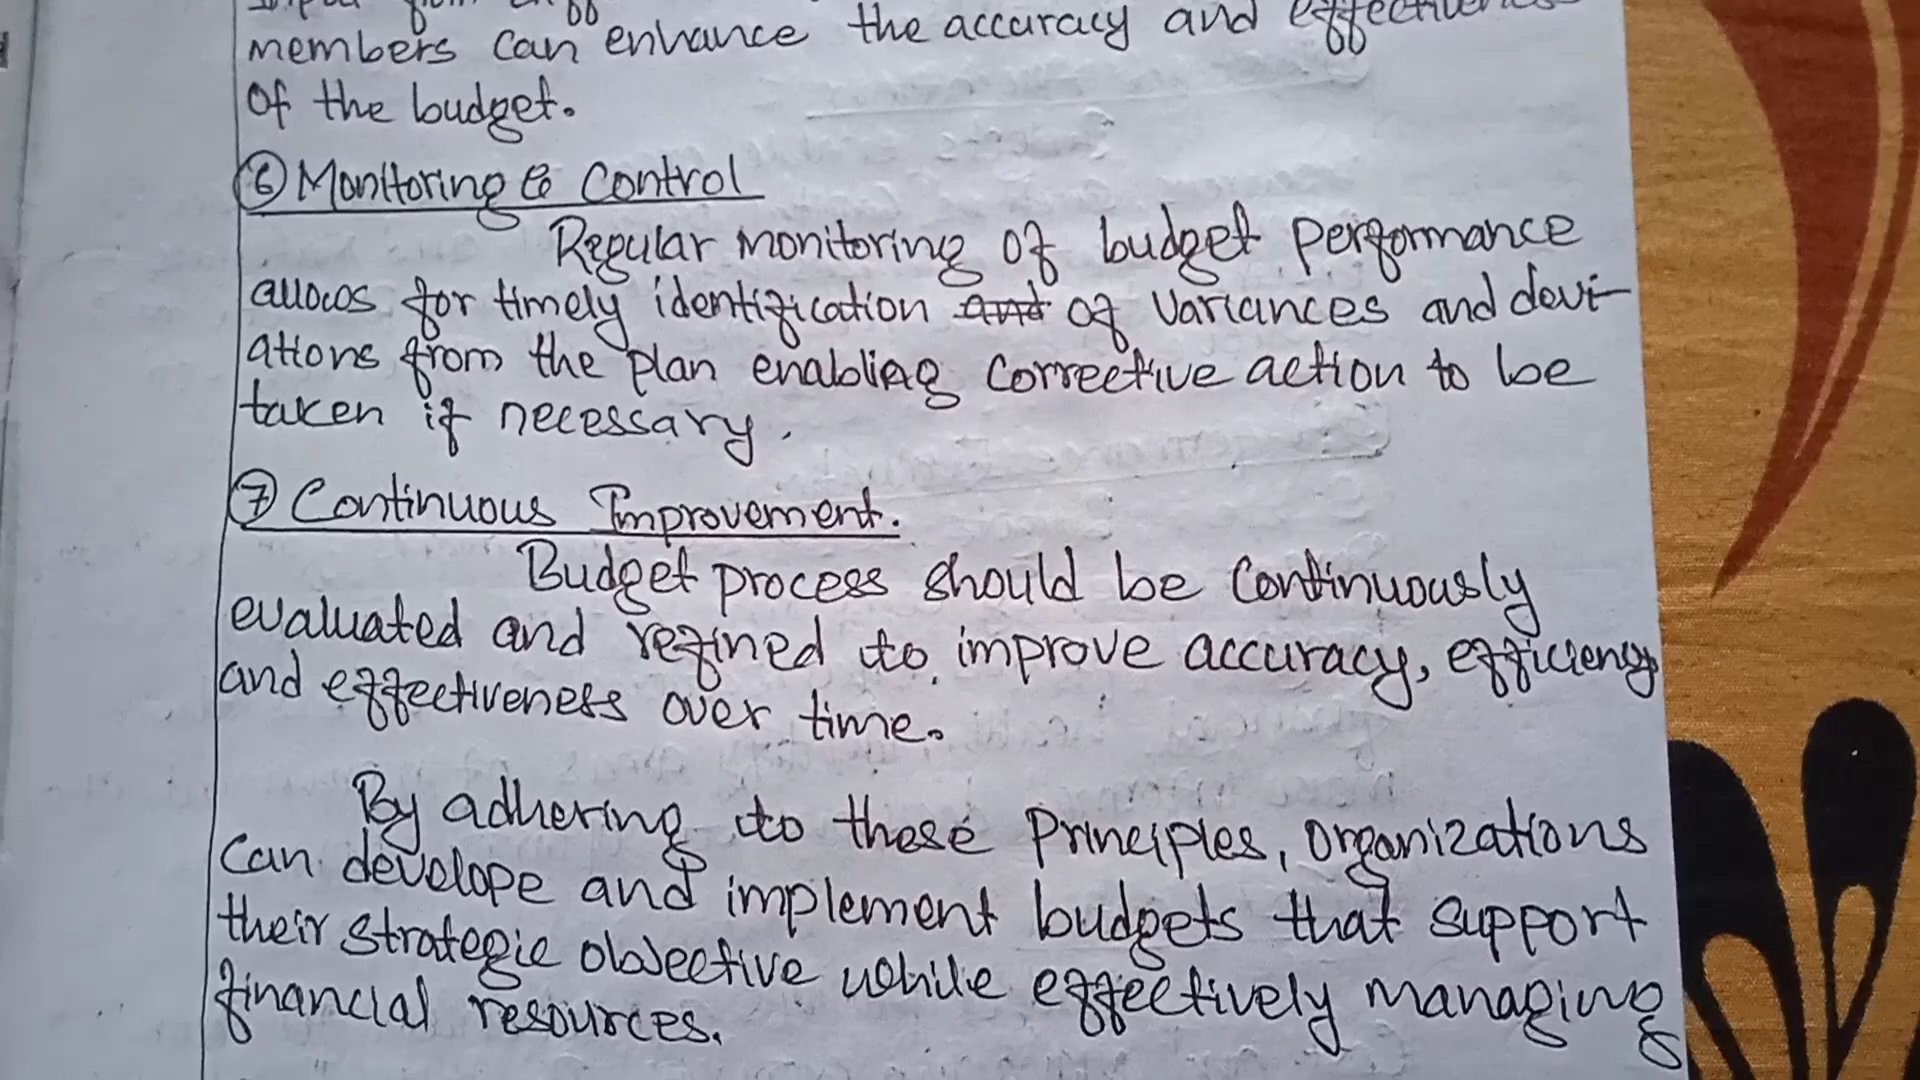 members can enhance the accuracy and effectiveness
of the budget.
⑥ Monitoring & Control
Regular monitoring of budget performance
allows for timely identification of variances and devi-
ations from the plan enabling corrective action to be
taken if necessary.
⑦ Continuous Improvement.
Budget process should be continuously
evaluated and refined to improve accuracy, efficiency
and effectiveness over time.
By adhering to these principles, organizations
can develope and implement budgets that support
their strategic objective while effectively managing
financial resources.